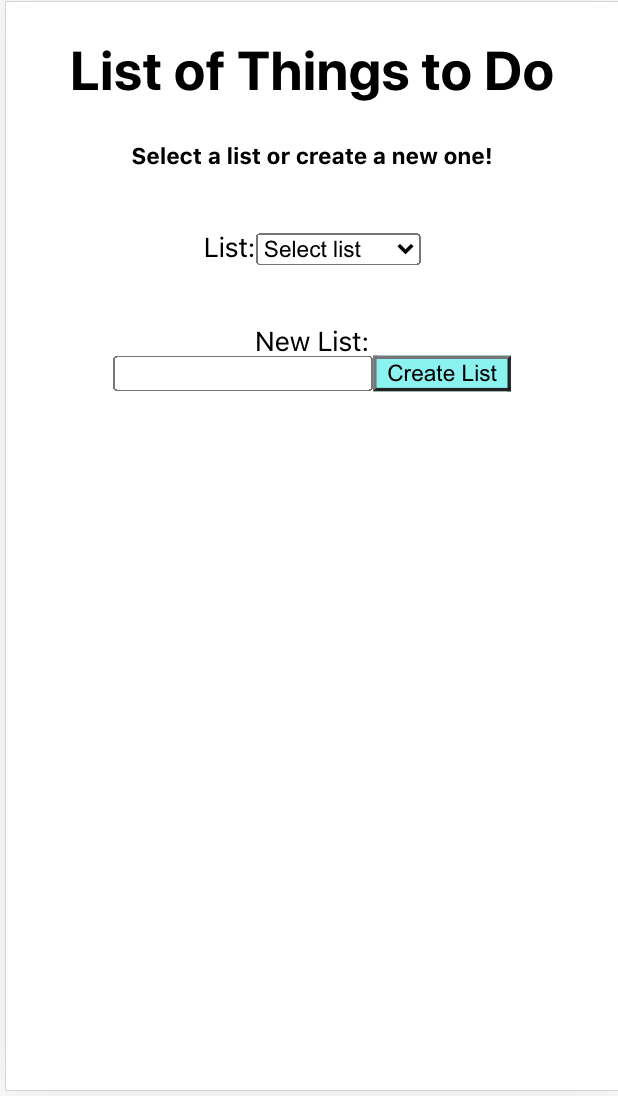 List of Things to Do
Select a list or create a new one!
List: Select list
New List:
Create List